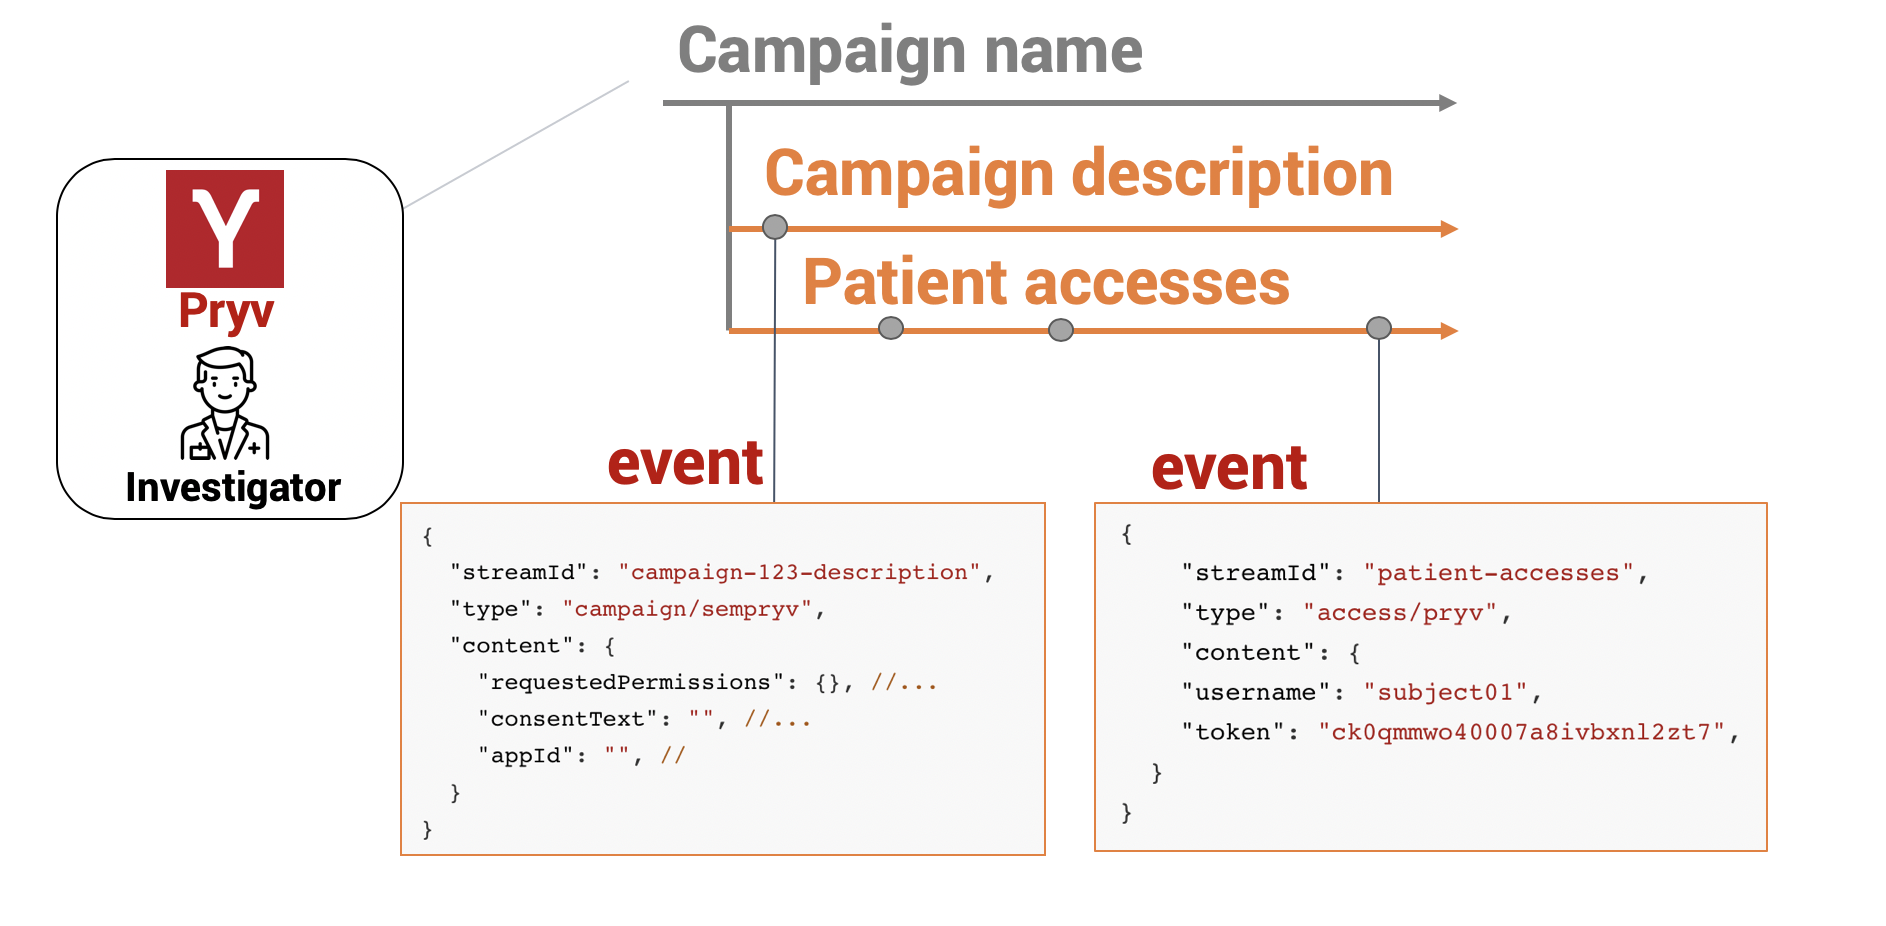 Campaign name
Campaign description
Patient accesses
Pryv
Investigator
event
{
"streamId": "campaign-123-description",
"type": "campaign/sempryv",
"content": {
"requestedPermissions": {}, //...
"consentText": "", //...
"appId": "", //
}
}
event
{
"streamId": "patient-accesses",
"type": "access/pryv",
"content": {
"username": "subject01",
"token": "ck0qmmwo40007a8ivbxnl2zt7",
}
}